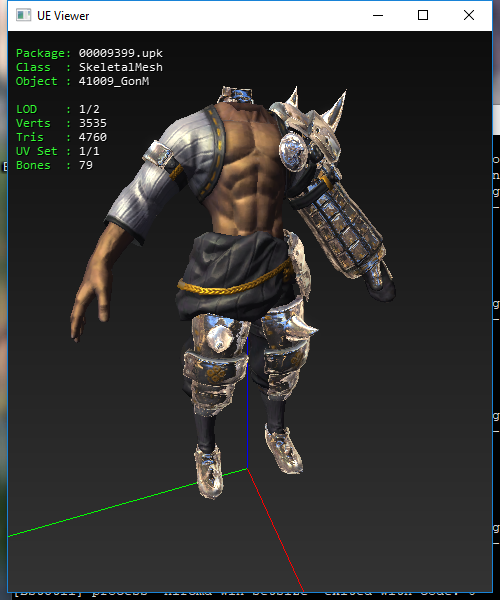 UE Viewer
Package: 00009399.upk
Class : SkeletalMesh
Object : 41009_GonM
LOD : 1/2
Verts : 3535
Tris : 4760
UV Set : 1/1
Bones : 79